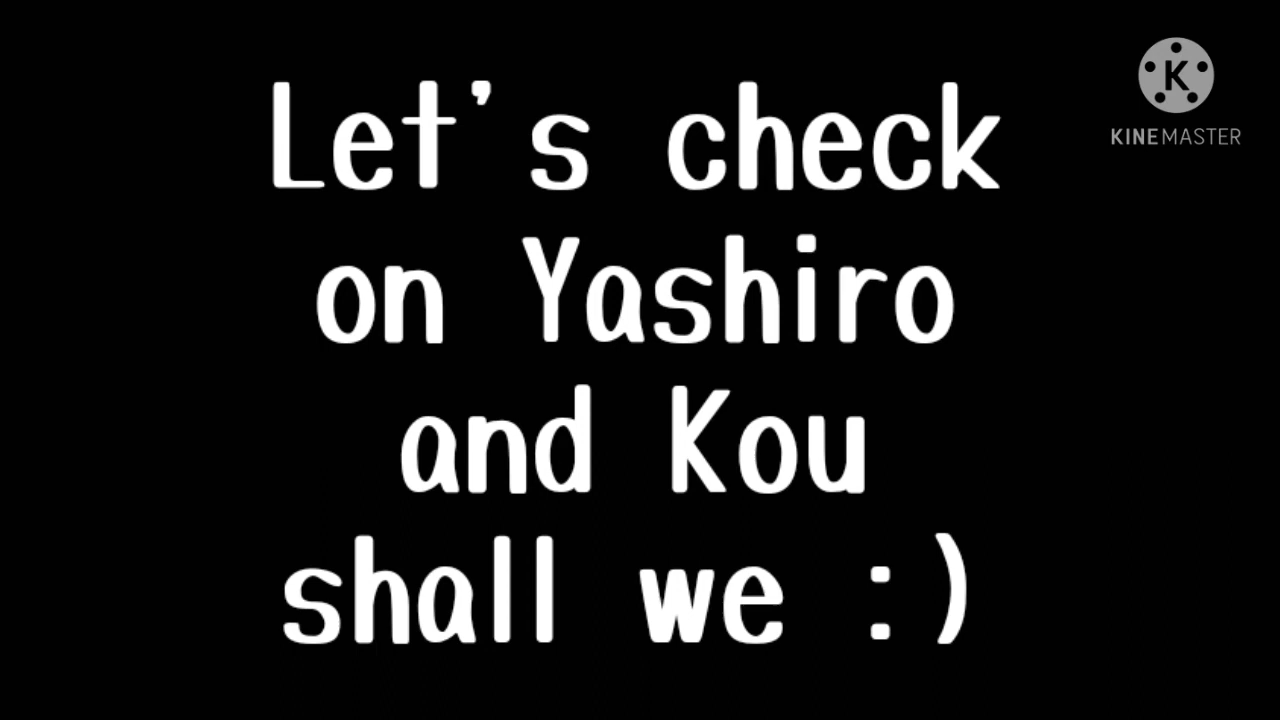 Let's check
on Yashiro
and Kou
shall we :)
K
KINEMASTER